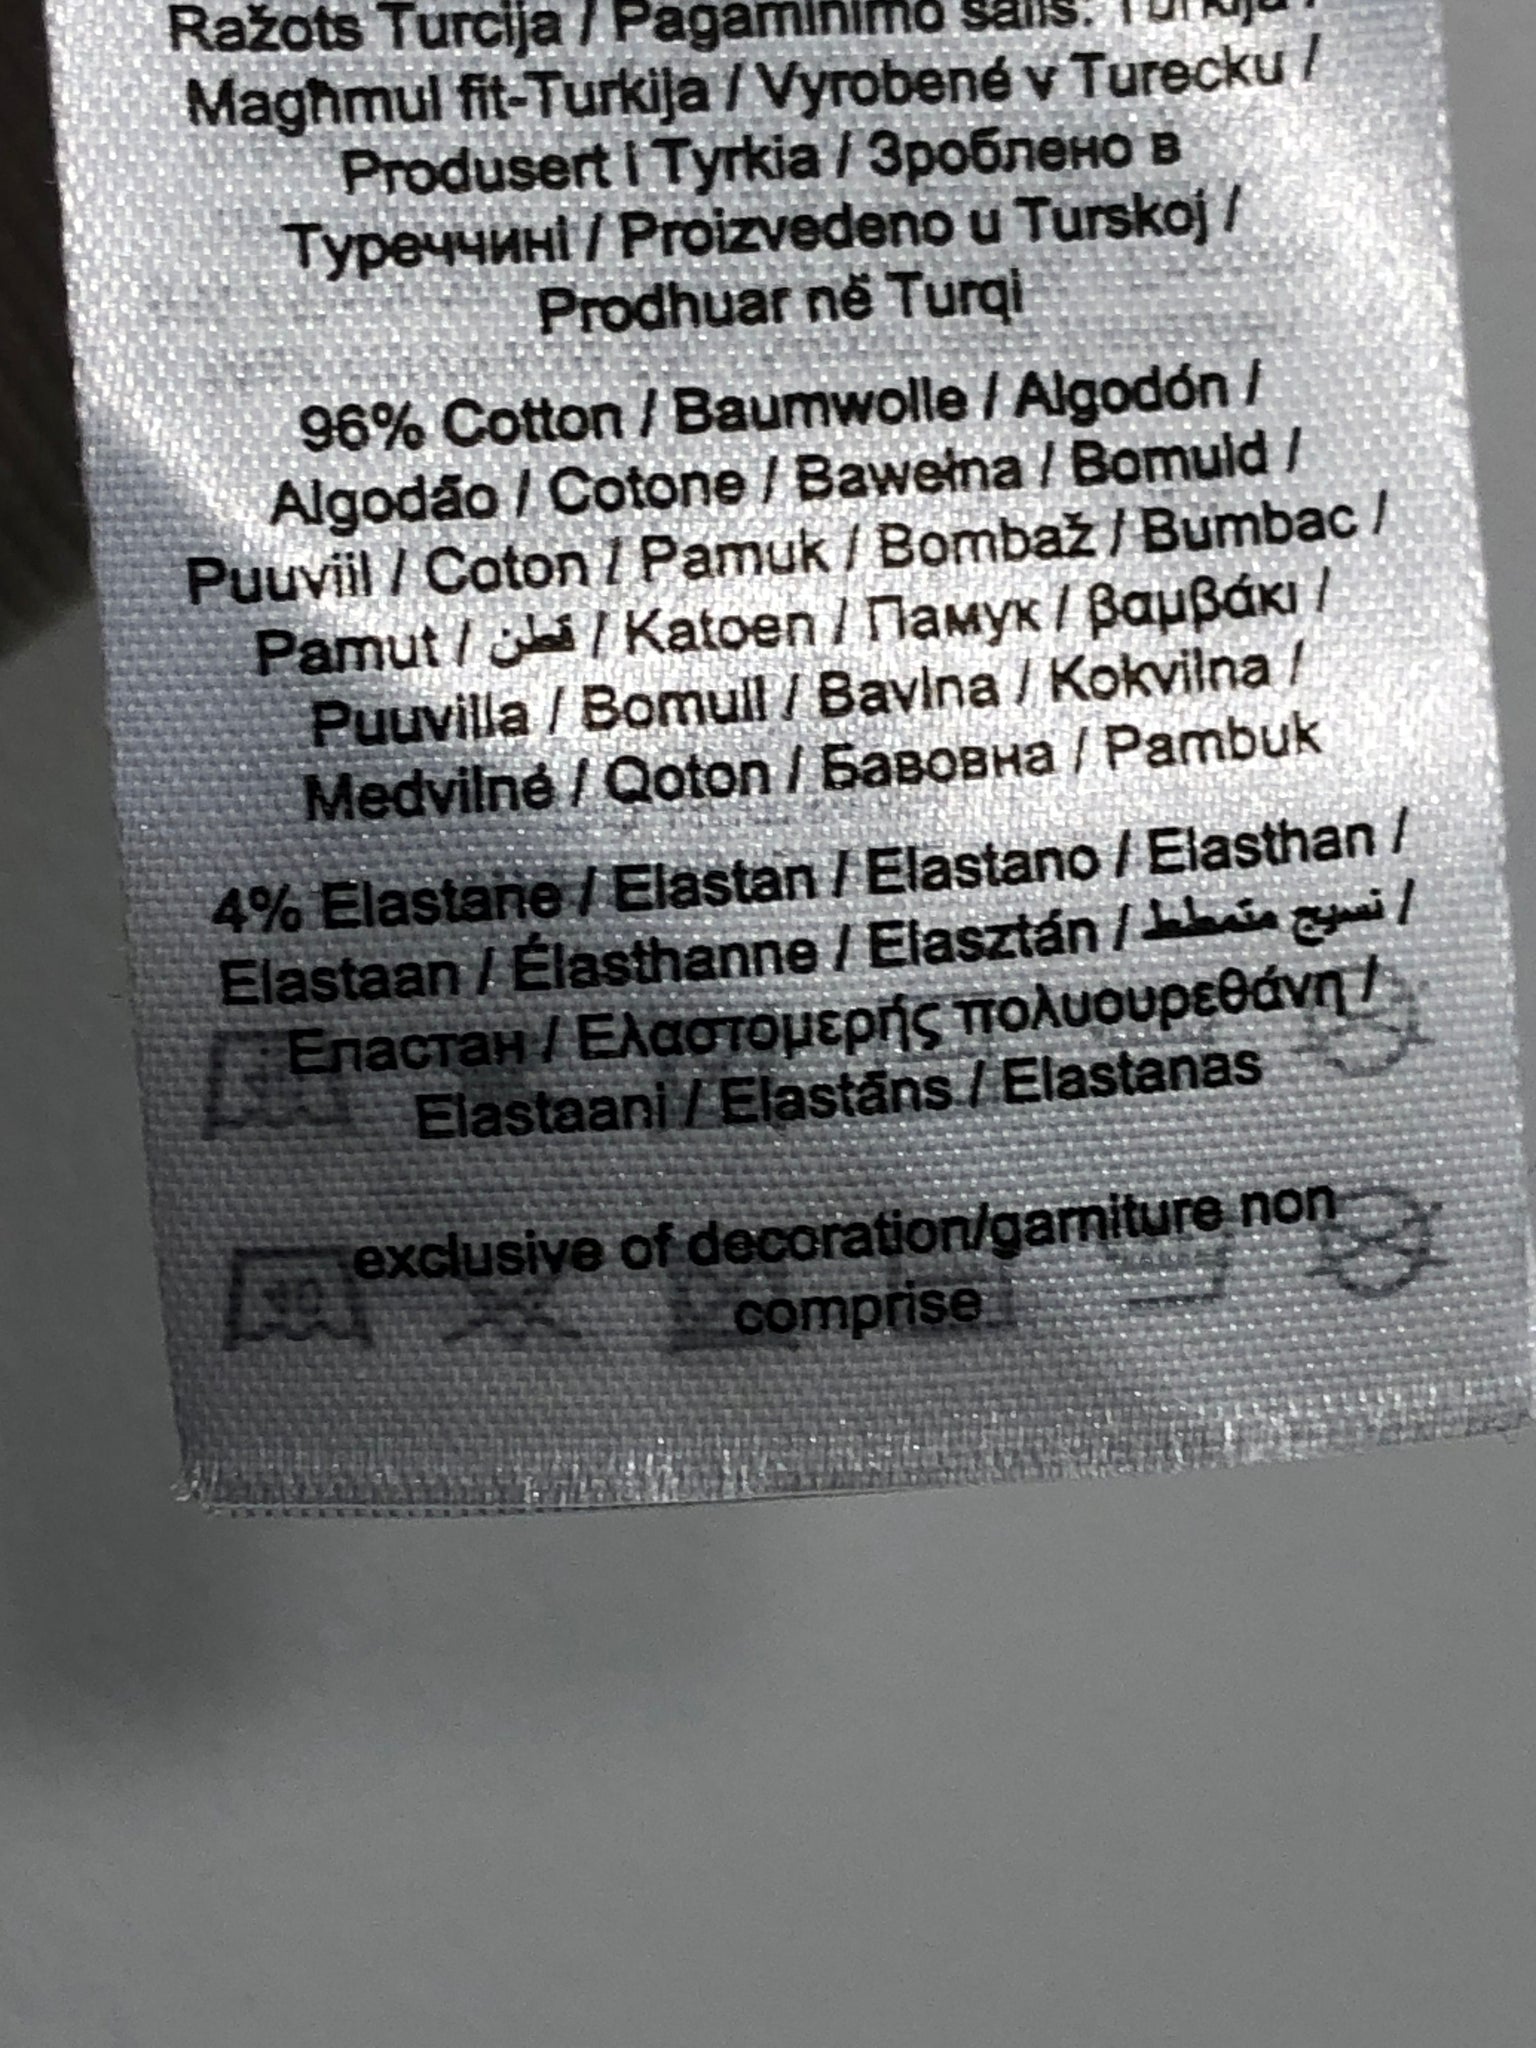 Ražots Turcija / Pagaminimo šalis: Turkija /
Magħmul fit-Turkija / Vyrobené v Turecku /
Produsert i Tyrkia / Зроблено в
Туреччині / Proizvedeno u Turskoj /
Prodhuar në Turqi
96% Cotton / Baumwolle / Algodón /
Algodão / Cotone / Bawełna / Bomuld /
Puuviil / Coton / Pamuk / Bombaž / Bumbac /
Pamut / قطن / Katoen / Памук / βαμβάκι /
Puuvilla / Bomull / Bavlna / Kokvilna /
Medvilné / Qoton / Бавовна / Pambuk
4% Elastane / Elastan / Elastano / Elasthan /
Elastaan / Élasthanne / Elasztán / نسيج متمطط /
Еластан / Ελαστομερής πολυουρεθάνη /
Elastaani / Elastāns / Elastanas
exclusive of decoration/garniture non
comprise